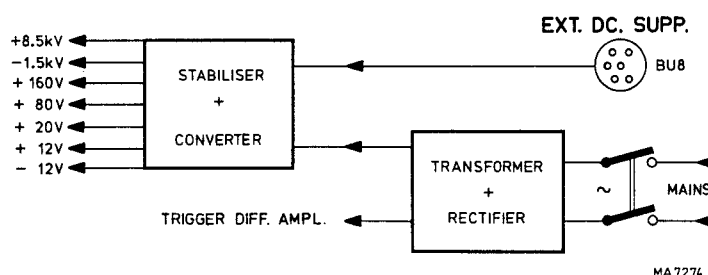 EXT. DC. SUPP.
BU8
+8.5kV
-1.5kV
+ 160V
+ 80V
+ 20V
+ 12V
- 12V
STABILISER
+
CONVERTER
TRANSFORMER
+
RECTIFIER
~
MAINS
TRIGGER DIFF. AMPL.
MA7274